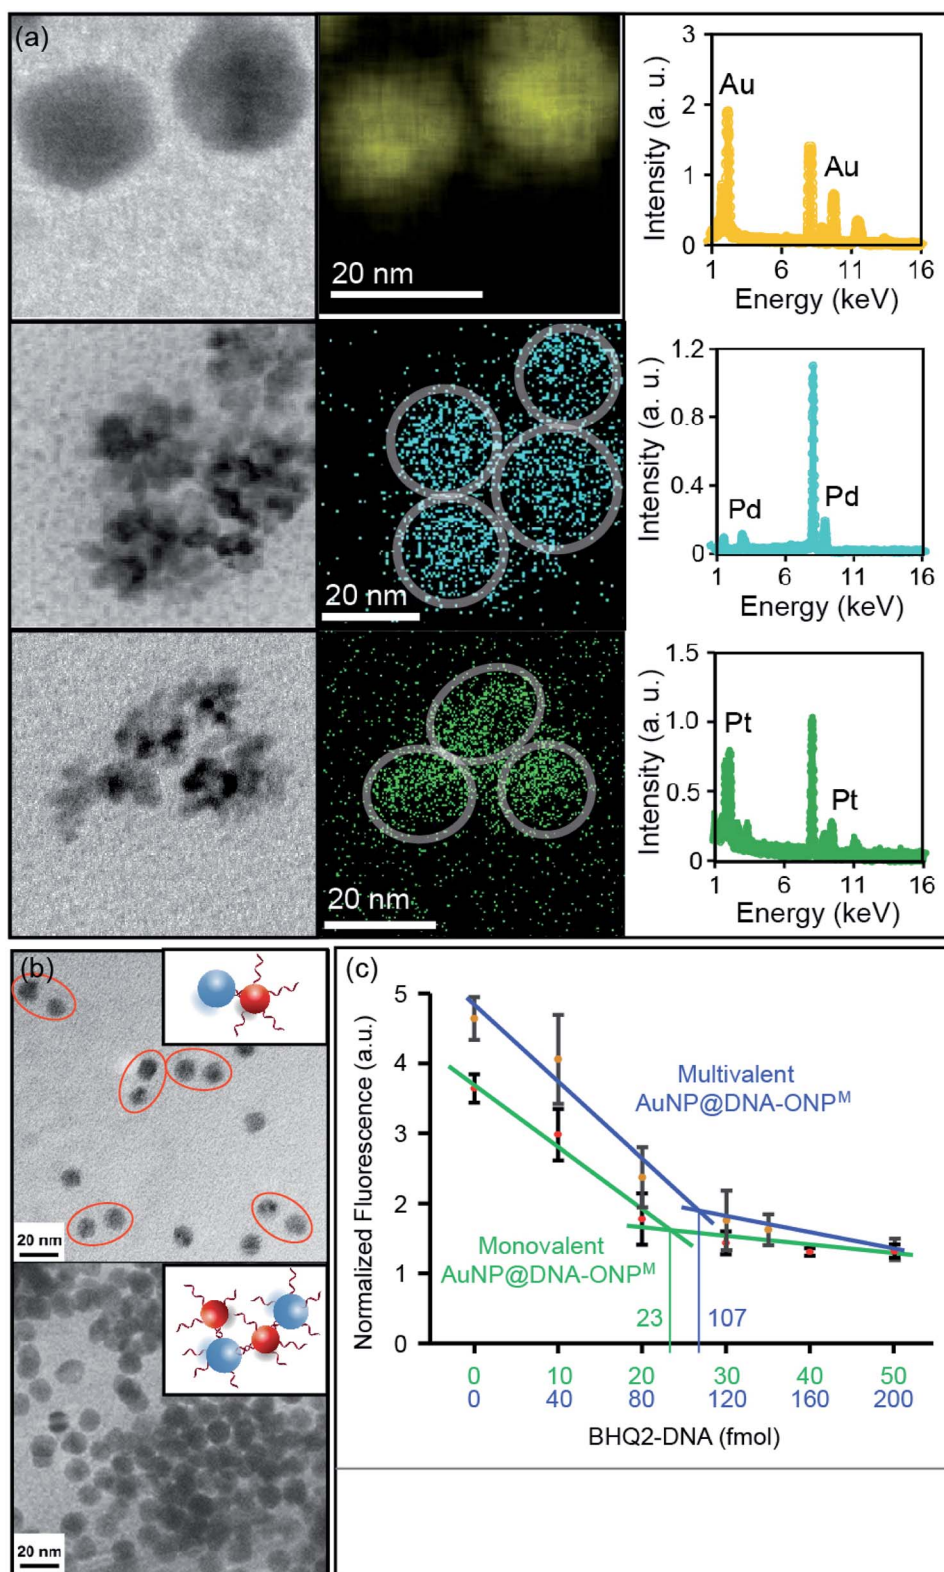 (a)
20 nm
3
2
1
0
Intensity (a. u.)
Au
Au
1
6
11
16
Energy (keV)
20 nm
1.2
0.8
0.4
0
Intensity (a. u.)
Pd
Pd
1
6
11
16
Energy (keV)
20 nm
1.5
1.0
0.5
0
Intensity (a. u.)
Pt
Pt
1
6
11
16
Energy (keV)
(b)
20 nm
20 nm
(c)
5
4
3
2
1
0
Normalized Fluorescence (a.u.)
Multivalent
AuNP@DNA-ONPᴹ
Monovalent
AuNP@DNA-ONPᴹ
23
107
0 10 20 30 40 50
0 40 80 120 160 200
BHQ2-DNA (fmol)